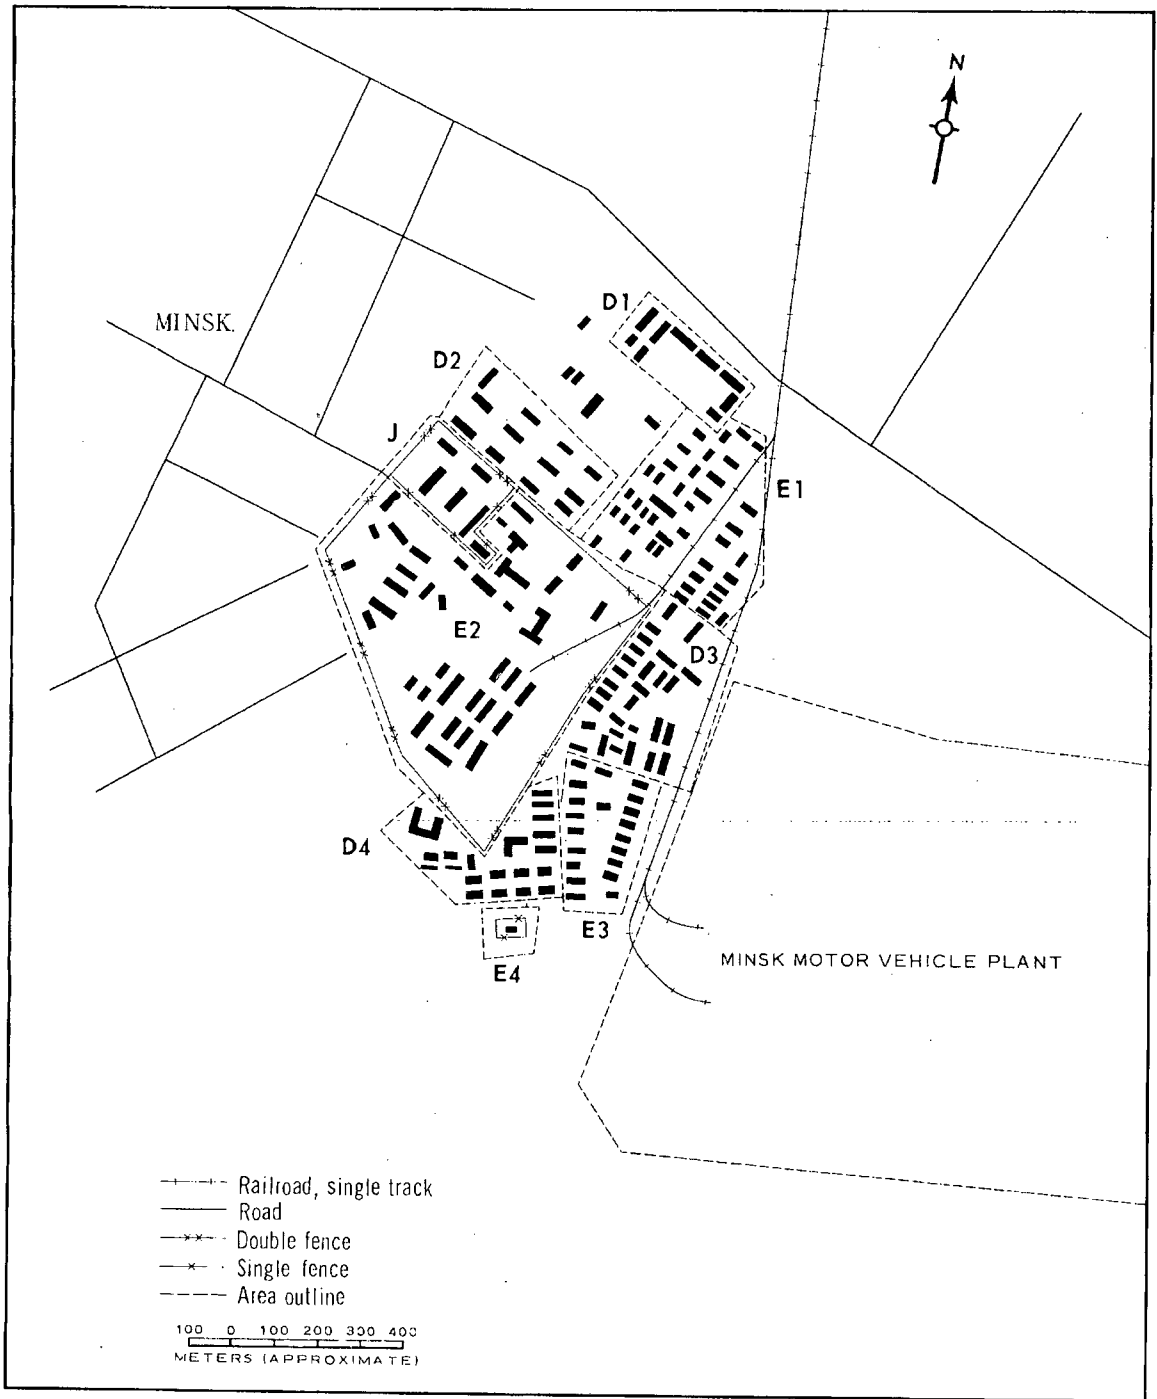 N
D1
MINSK.
D2
J
E1
E2
D3
D4
E3
E4
MINSK MOTOR VEHICLE PLANT
Railroad, single track
Road
Double fence
Single fence
Area outline
100 0 100 200 300 400
METERS (APPROXIMATE)